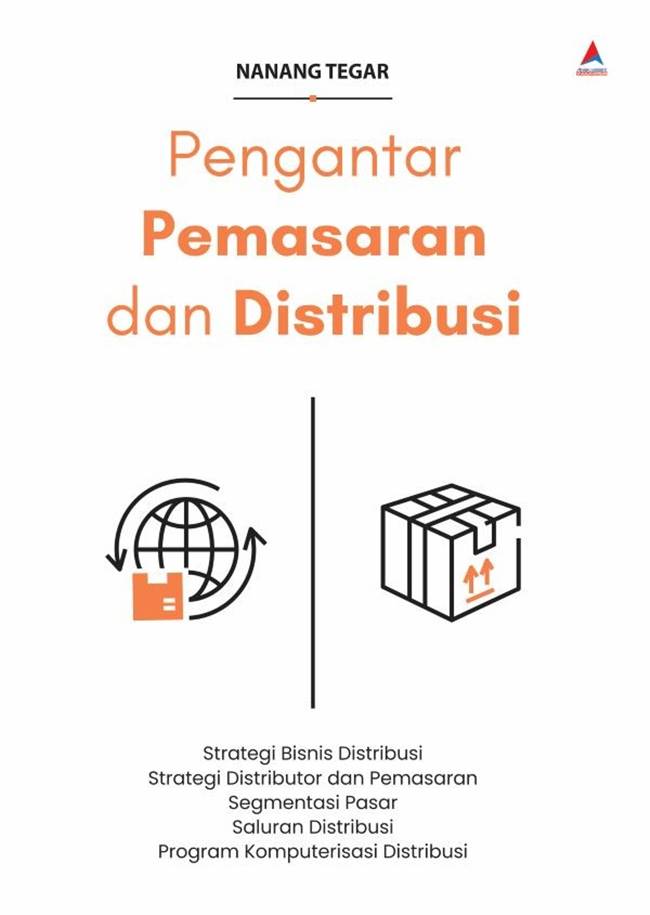 NANANG TEGAR
Pengantar
Pemasaran
dan Distribusi
Strategi Bisnis Distribusi
Strategi Distributor dan Pemasaran
Segmentasi Pasar
Saluran Distribusi
Program Komputerisasi Distribusi